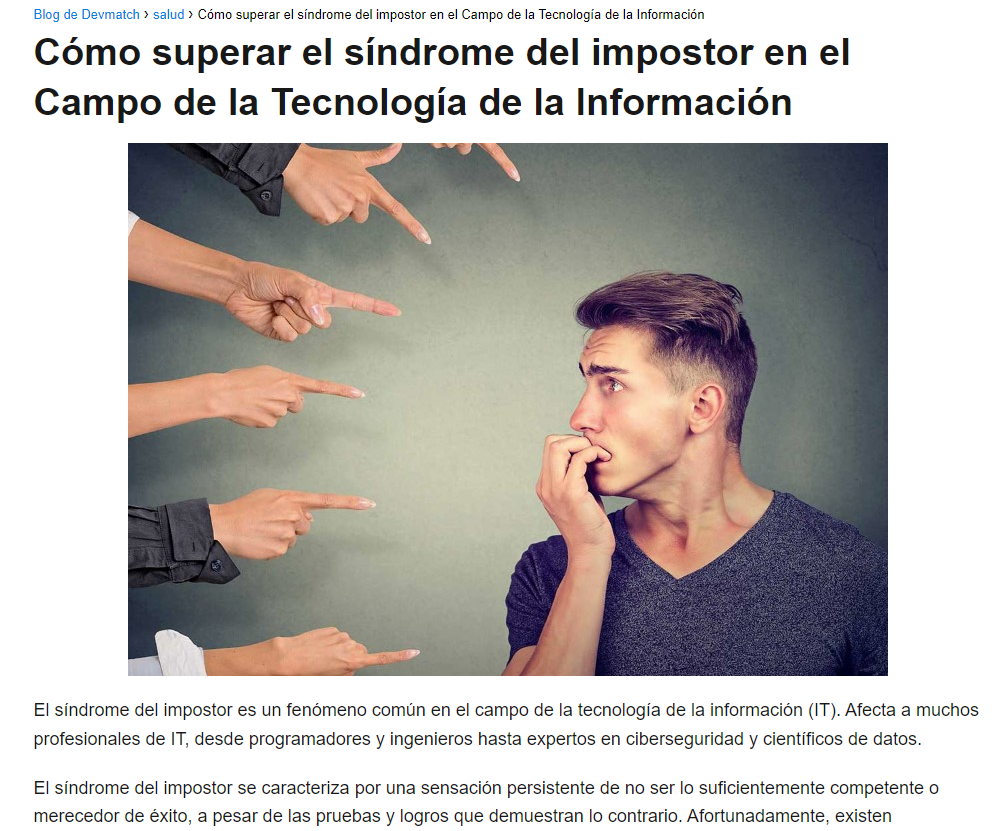 Blog de Devmatch › salud › Cómo superar el síndrome del impostor en el Campo de la Tecnología de la Información
Cómo superar el síndrome del impostor en el
Campo de la Tecnología de la Información
El síndrome del impostor es un fenómeno común en el campo de la tecnología de la información (IT). Afecta a muchos
profesionales de IT, desde programadores y ingenieros hasta expertos en ciberseguridad y científicos de datos.
El síndrome del impostor se caracteriza por una sensación persistente de no ser lo suficientemente competente o
merecedor de éxito, a pesar de las pruebas y logros que demuestran lo contrario. Afortunadamente, existen